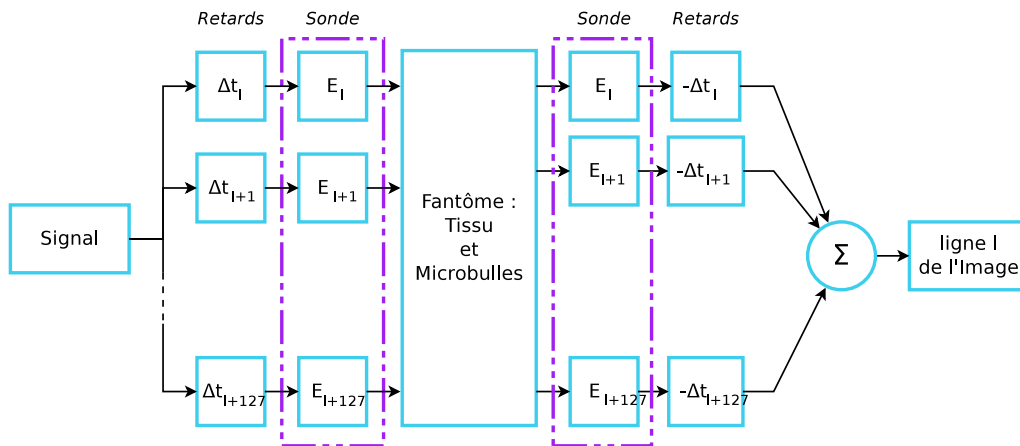 Retards
Sonde
Sonde
Retards
Δt_l
E_l
E_l
-Δt_l
Δt_l+1
E_l+1
E_l+1
-Δt_l+1
Signal
Fantôme :
Tissu
et
Microbulles
Σ
ligne l
de l'Image
Δt_l+127
E_l+127
E_l+127
-Δt_l+127